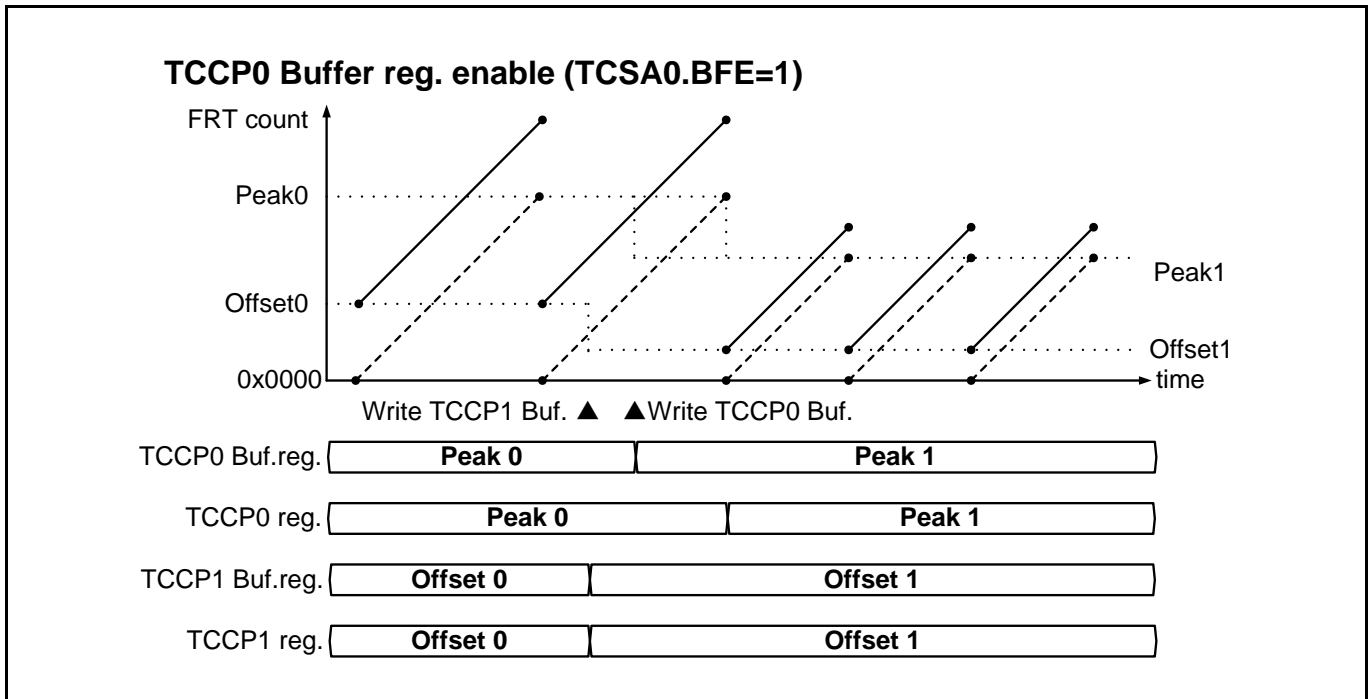 TCCP0 Buffer reg. enable (TCSA0.BFE=1)
FRT count
Peak0
Peak1
Offset0
Offset1
0x0000
time
Write TCCP1 Buf. ▲ ▲Write TCCP0 Buf.
TCCP0 Buf.reg. Peak 0 Peak 1
TCCP0 reg. Peak 0 Peak 1
TCCP1 Buf.reg. Offset 0 Offset 1
TCCP1 reg. Offset 0 Offset 1